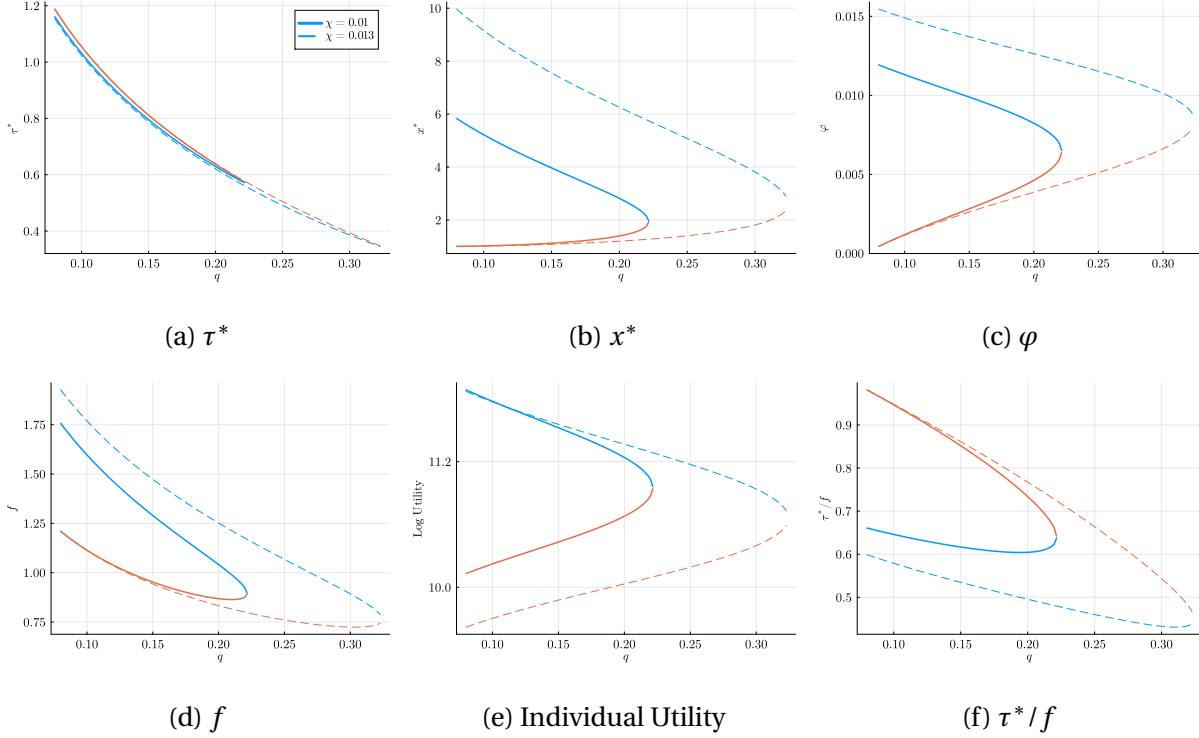 1.2
1.0
0.8
0.6
0.4
τ*
0.10 0.15 0.20 0.25 0.30
q
χ = 0.01
χ = 0.013
(a) τ*
10
8
6
4
2
x*
0.10 0.15 0.20 0.25 0.30
q
(b) x*
0.015
0.010
0.005
0.000
φ
0.10 0.15 0.20 0.25 0.30
q
(c) φ
1.75
1.50
1.25
1.00
0.75
f
0.10 0.15 0.20 0.25 0.30
q
(d) f
11.2
10.0
Log Utility
0.10 0.15 0.20 0.25 0.30
q
(e) Individual Utility
0.9
0.8
0.7
0.6
0.5
τ*/f
0.10 0.15 0.20 0.25 0.30
q
(f) τ*/f